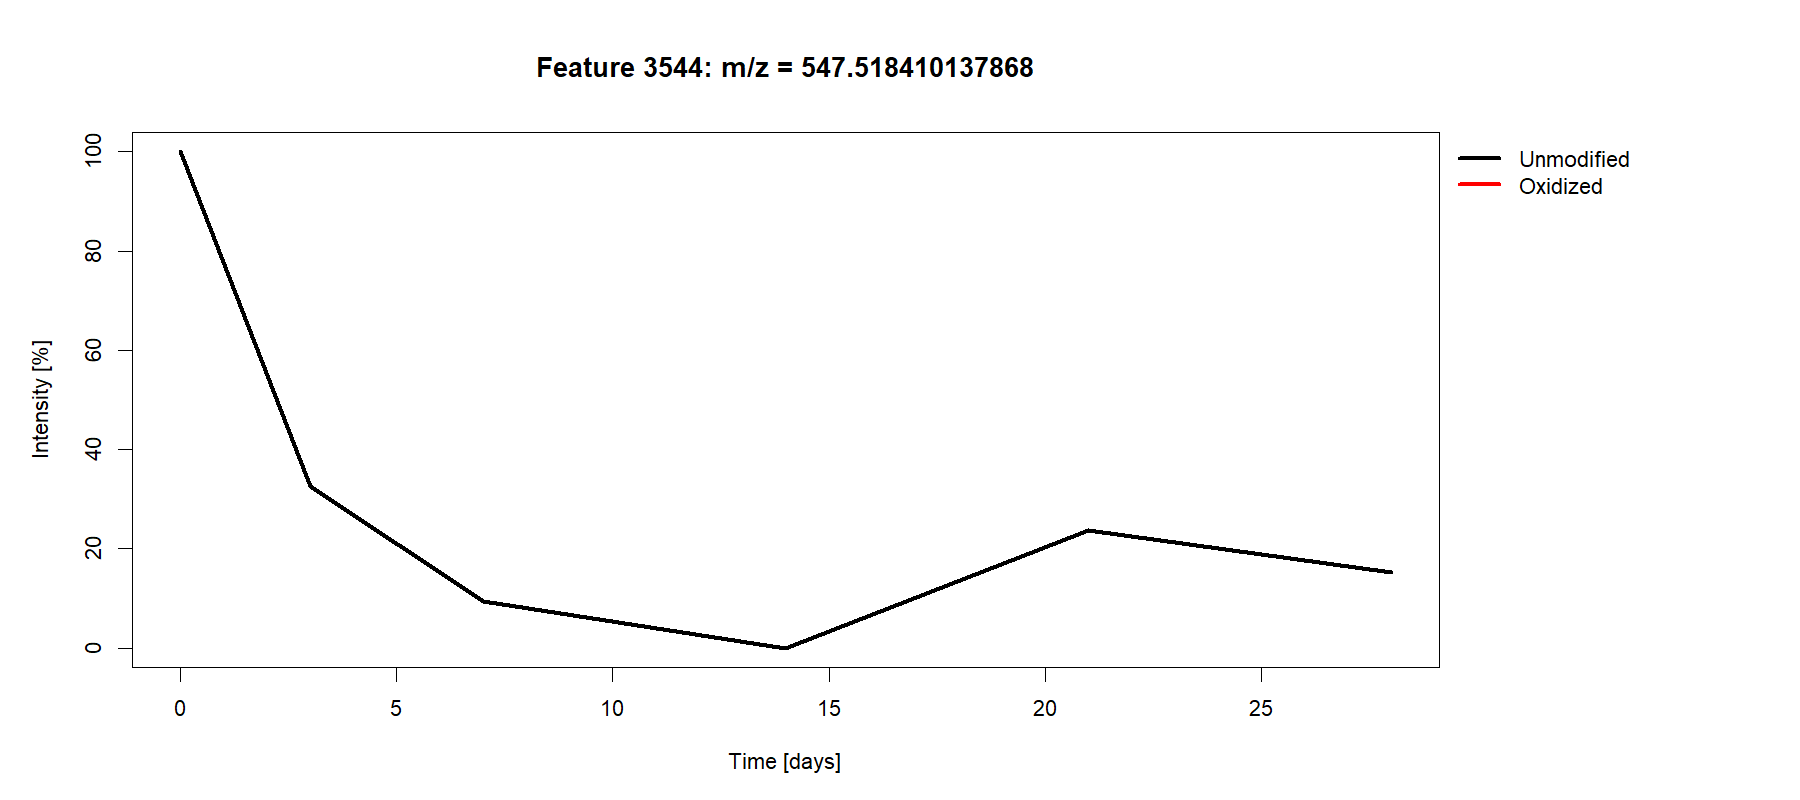 Feature 3544: m/z = 547.518410137868
Unmodified
Oxidized
Intensity [%]
100
80
60
40
20
0
0 5 10 15 20 25
Time [days]